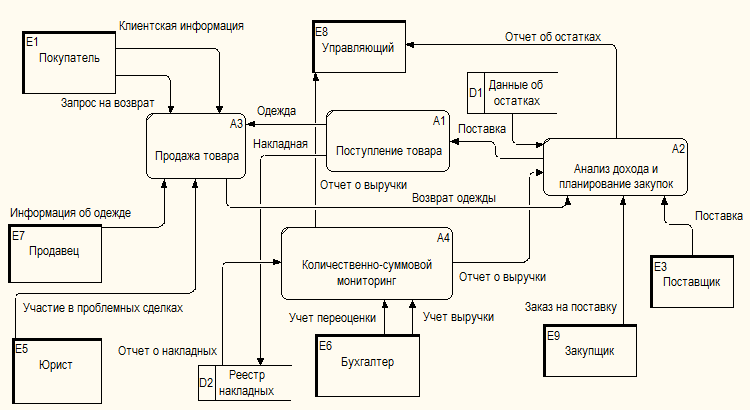 Клиентская информация
E1
Покупатель
E8
Управляющий
Отчет об остатках
Запрос на возврат
D1
Данные об
остатках
Одежда
A3
Продажа товара
Накладная
A1
Поступление товара
Поставка
A2
Анализ дохода и
планирование закупок
Отчет о выручки
Возврат одежды
Информация об одежде
E7
Продавец
A4
Количественно-суммовой
мониторинг
Отчет о выручки
Поставка
E3
Поставщик
Участие в проблемных сделках
Учет переоценки
Учет выручки
Заказ на поставку
E5
Юрист
Отчет о накладных
D2
Реестр
накладных
E6
Бухгалтер
E9
Закупщик